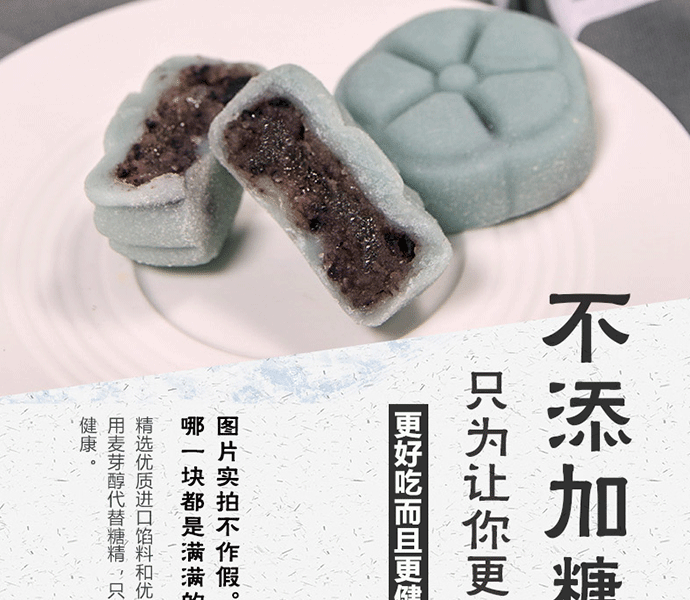 不添加糖
只为让你更
更好吃而且更健
图片实拍不作假。
哪一块都是满满的
精选优质进口馅料和优
用麦芽醇代替糖精，只
健康。